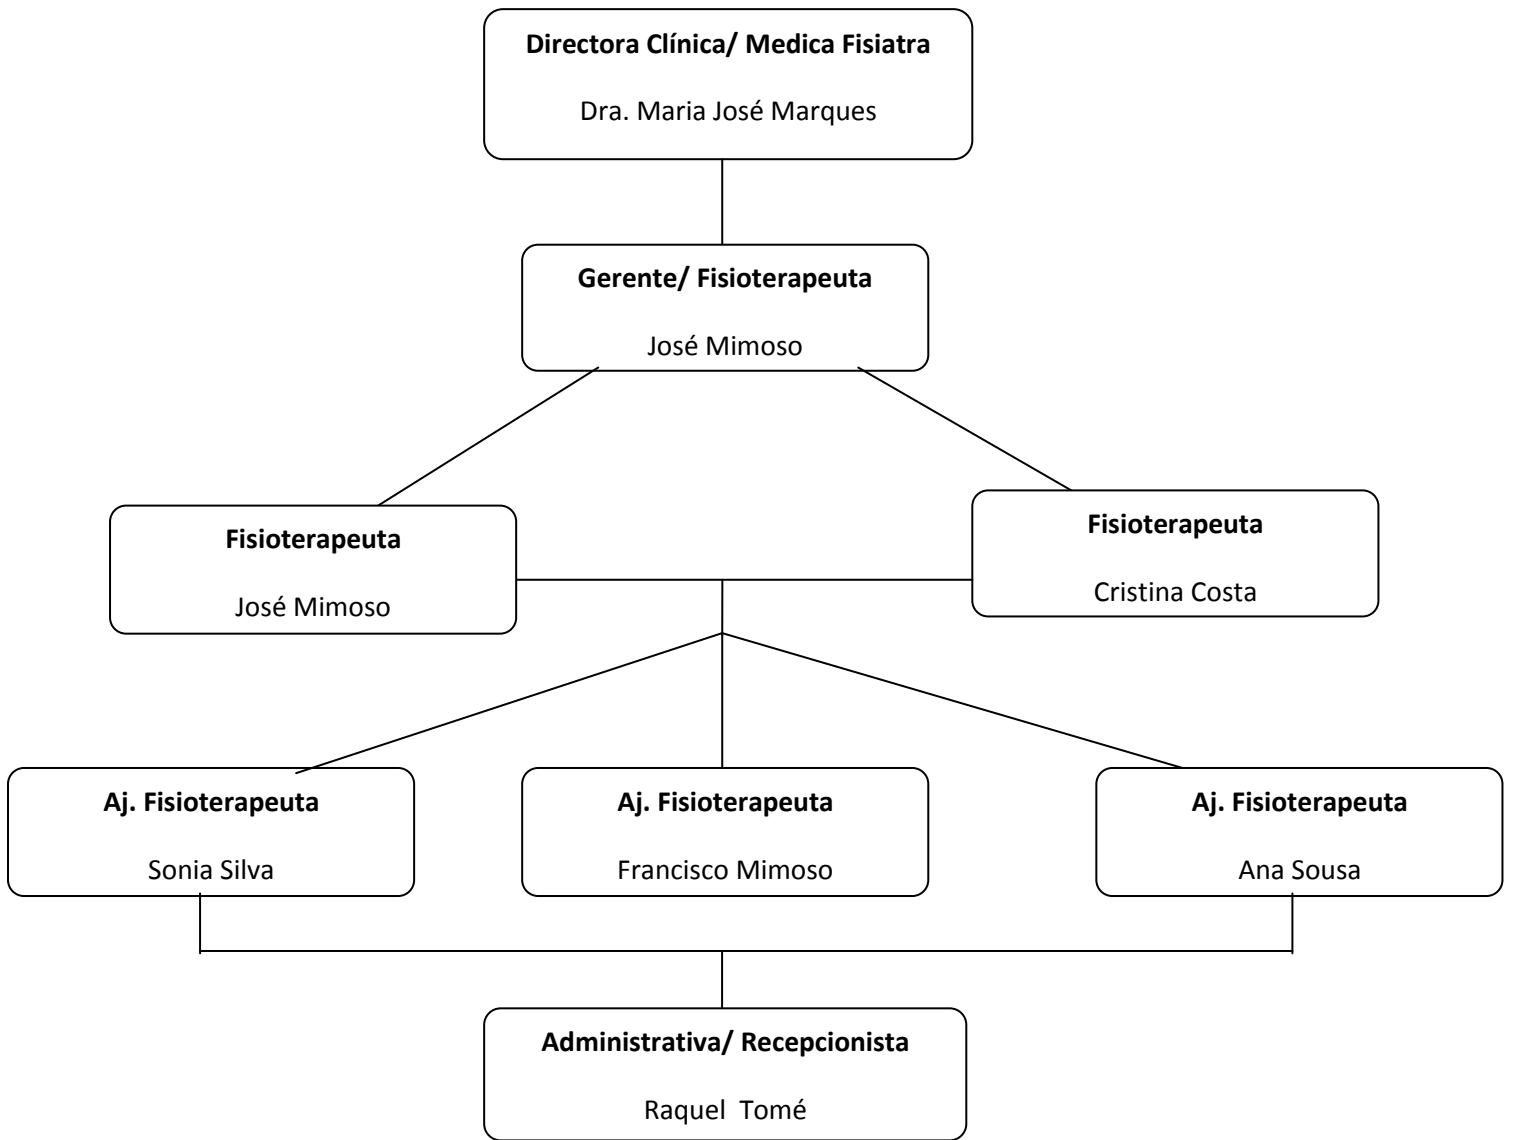 Directora Clínica/ Medica Fisiatra
Dra. Maria José Marques
Gerente/ Fisioterapeuta
José Mimoso
Fisioterapeuta
José Mimoso
Fisioterapeuta
Cristina Costa
Aj. Fisioterapeuta
Sonia Silva
Aj. Fisioterapeuta
Francisco Mimoso
Aj. Fisioterapeuta
Ana Sousa
Administrativa/ Recepcionista
Raquel  Tomé